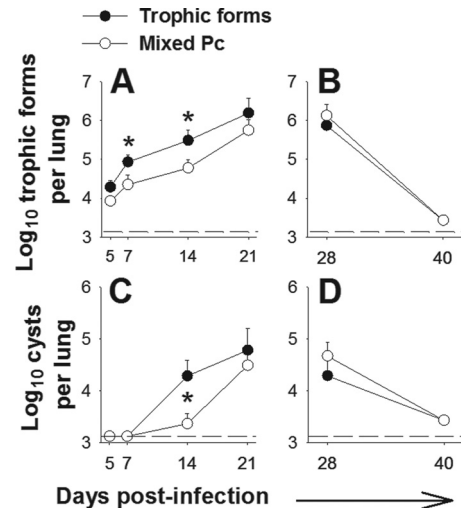 Trophic forms
Mixed Pc
A
B
Log10 trophic forms
per lung
7
6
5
4
3
*
*
5 7 14 21
7
6
5
4
3
28 40
C
D
Log10 cysts
per lung
6
5
4
3
*
5 7 14 21
6
5
4
3
28 40
Days post-infection